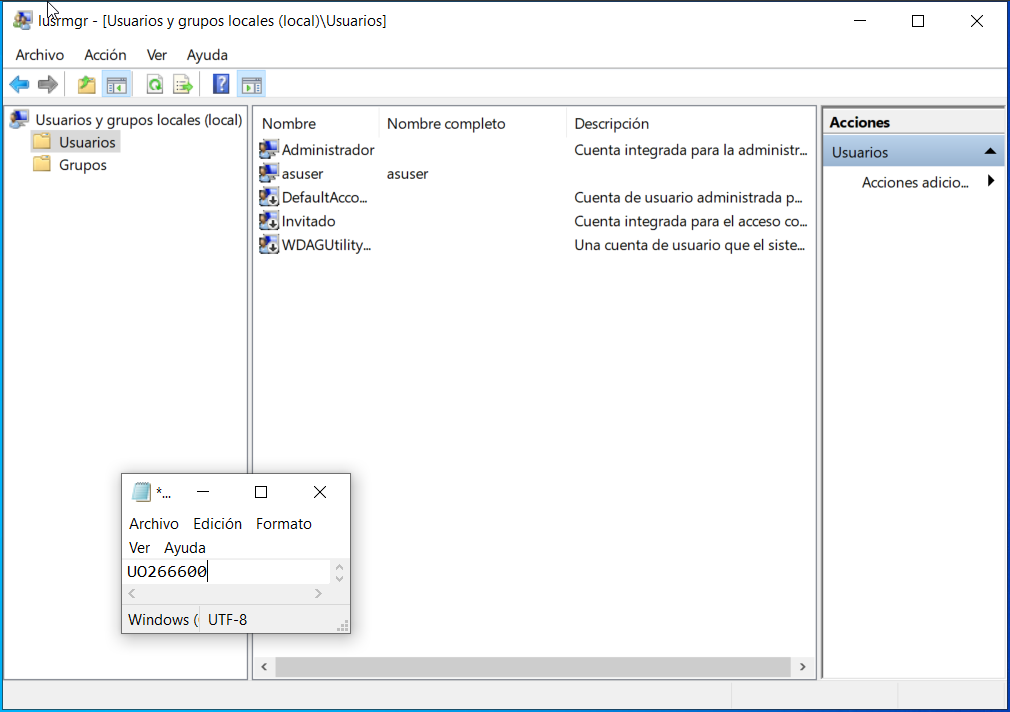 lusrmgr - [Usuarios y grupos locales (local)\Usuarios]
Archivo Acción Ver Ayuda
Usuarios y grupos locales (local)
Usuarios
Grupos
Nombre Nombre completo Descripción
Administrador Cuenta integrada para la administr...
asuser asuser
DefaultAcco... Cuenta de usuario administrada p...
Invitado Cuenta integrada para el acceso co...
WDAGUtility... Una cuenta de usuario que el siste...
Acciones
Usuarios
Acciones adicio...
*...
Archivo Edición Formato
Ver Ayuda
UO266600
Windows (
UTF-8